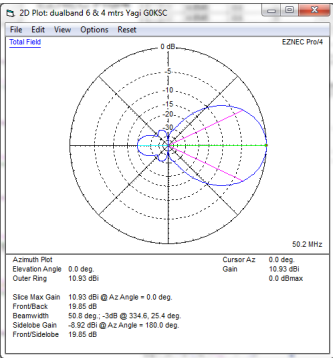 2D Plot: dualband 6 & 4 mtrs Yagi G0KSC
File Edit View Options Reset
Total Field
EZNEC Pro/4
0 dB
-5
-10
-15
-20
-30
50.2 MHz
Azimuth Plot
Elevation Angle 0.0 deg.
Outer Ring 10.93 dBi
Cursor Az 0.0 deg.
Gain 10.93 dBi
0.0 dBmax
Slice Max Gain 10.93 dBi @ Az Angle = 0.0 deg.
Front/Back 19.85 dB
Beamwidth 50.8 deg.; -3dB @ 334.6, 25.4 deg.
Sidelobe Gain -8.92 dBi @ Az Angle = 180.0 deg.
Front/Sidelobe 19.85 dB